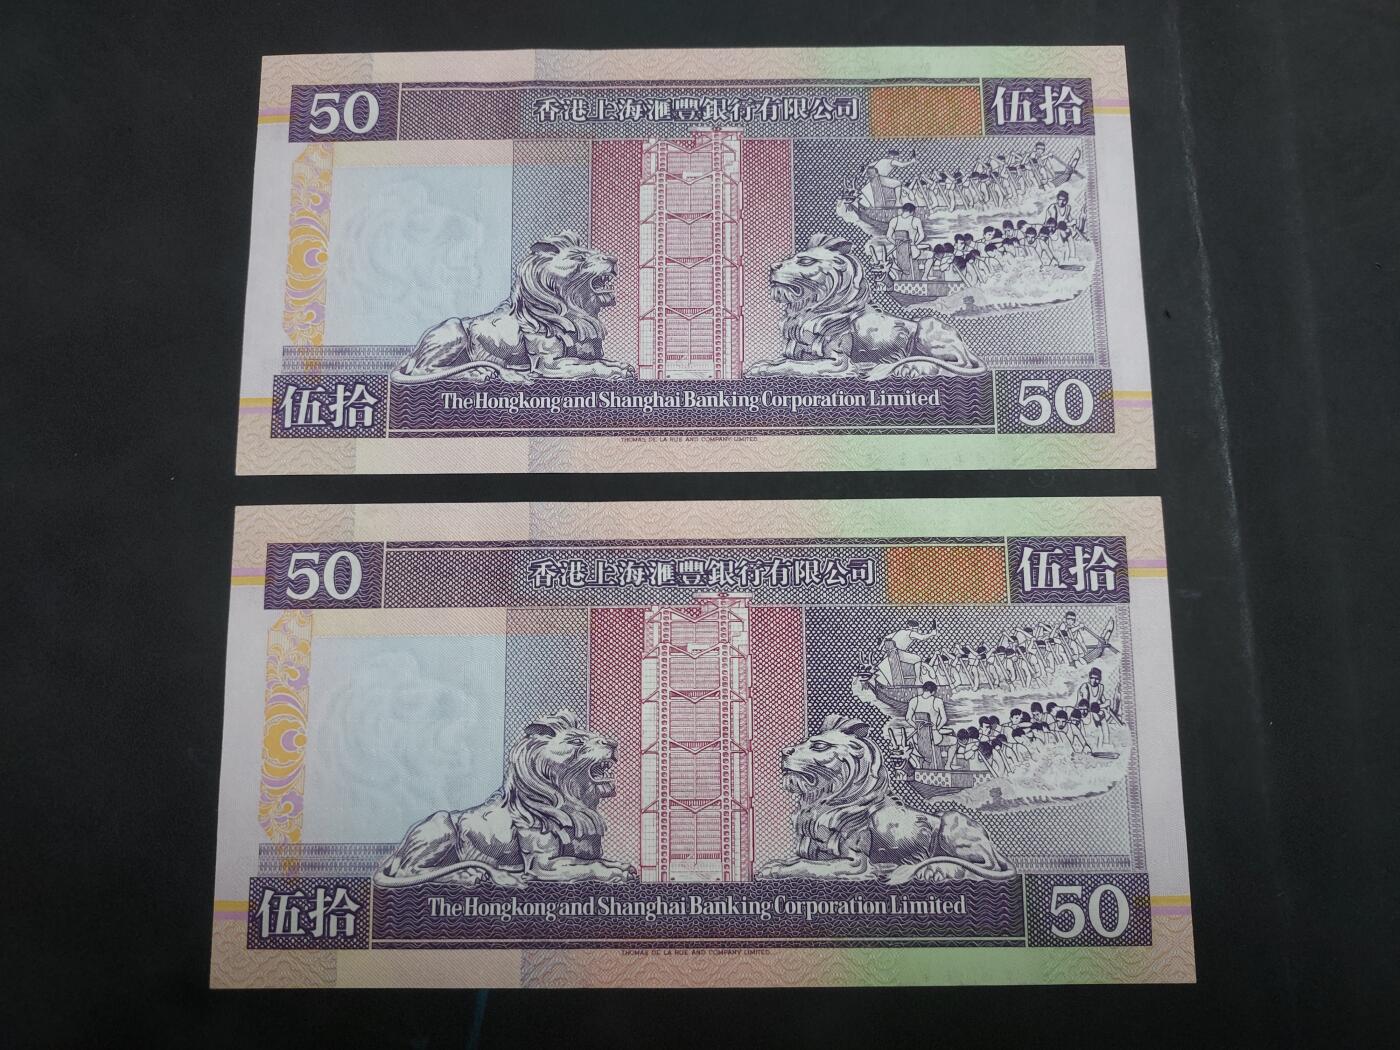 50
香港上海滙豐銀行有限公司
伍拾
伍拾
The Hongkong and Shanghai Banking Corporation Limited
50
THOMAS DE LA RUE AND COMPANY LIMITED
50
香港上海滙豐銀行有限公司
伍拾
伍拾
The Hongkong and Shanghai Banking Corporation Limited
50
THOMAS DE LA RUE AND COMPANY LIMITED